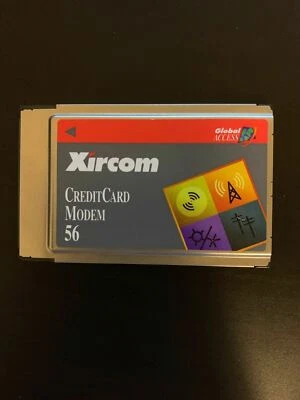 Global
ACCESS
Xircom
CREDITCARD
MODEM
56